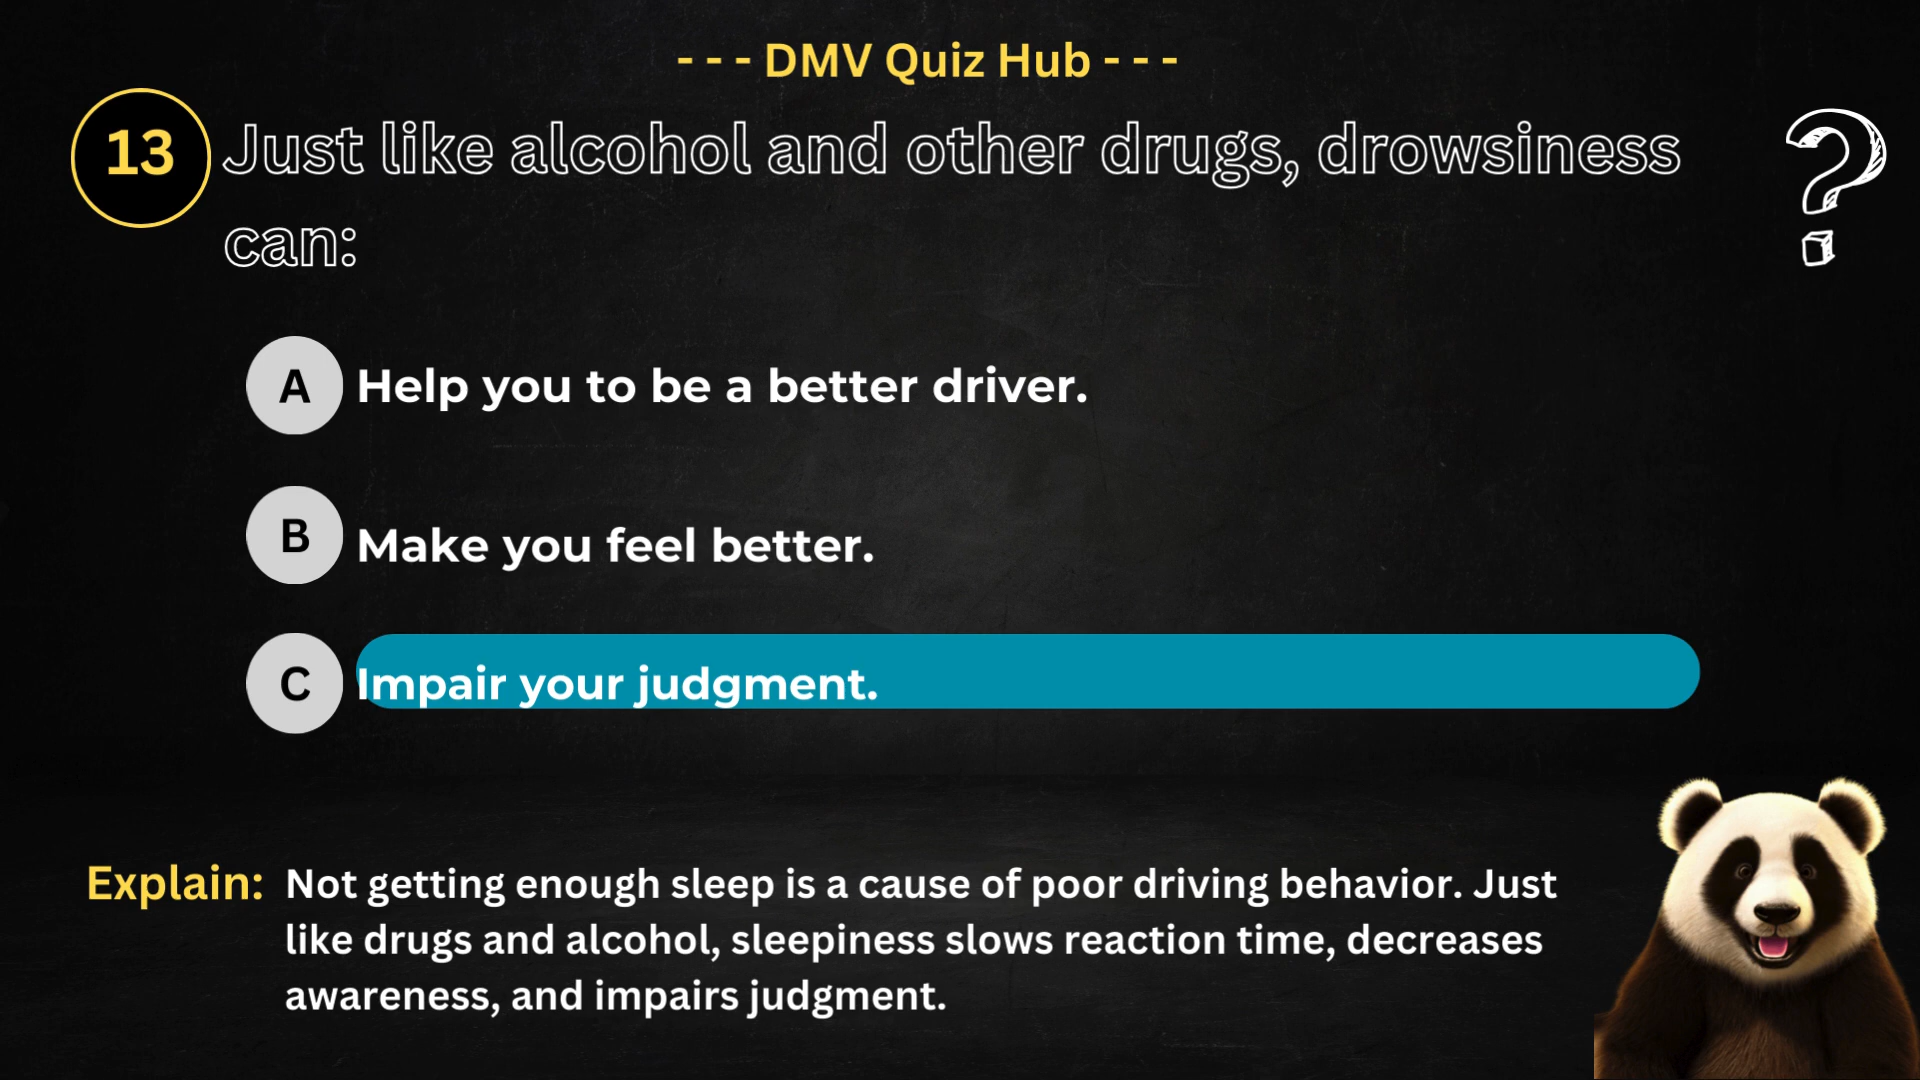 - - - DMV Quiz Hub - - -
13
Just like alcohol and other drugs, drowsiness
can:
?
A
Help you to be a better driver.
B
Make you feel better.
C
Impair your judgment.
Explain:
Not getting enough sleep is a cause of poor driving behavior. Just
like drugs and alcohol, sleepiness slows reaction time, decreases
awareness, and impairs judgment.